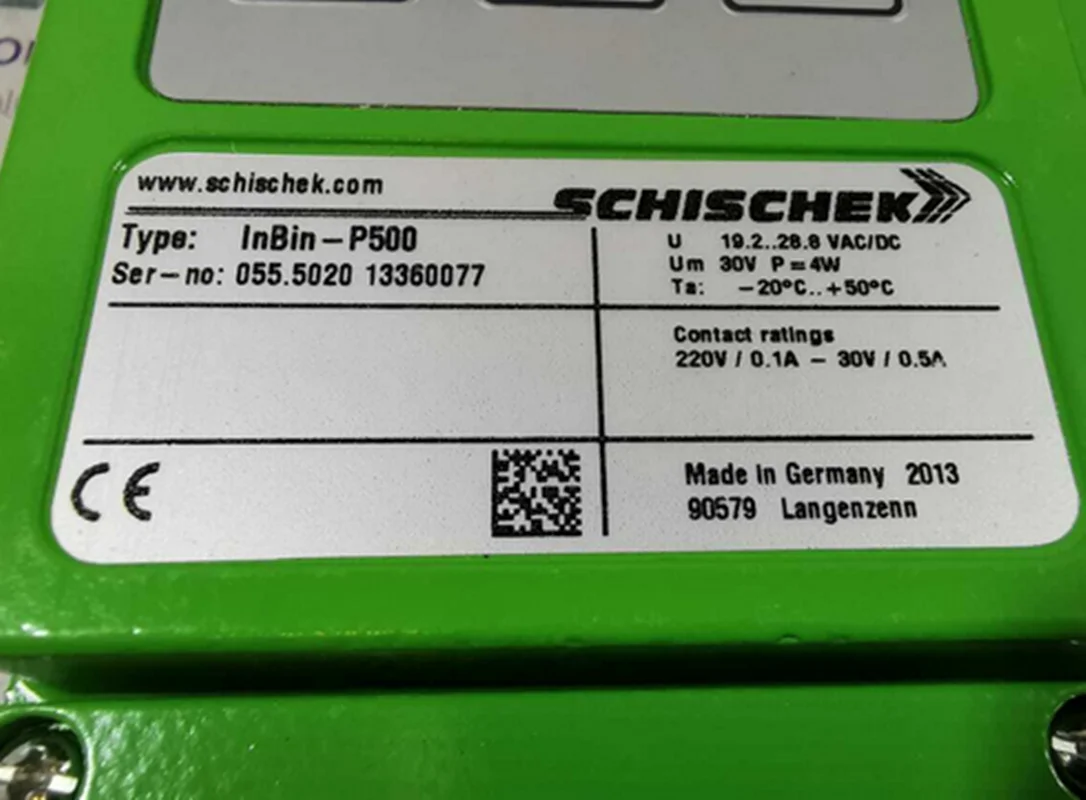 www.schischek.com
SCHISCHEK
Type: InBin-P500
Ser-no: 055.5020 13360077
U 19.2..28.8 VAC/DC
Um 30V P=4W
Ta: -20°C..+50°C
Contact ratings
220V / 0.1A - 30V / 0.5A
CE
Made in Germany 2013
90579 Langenzenn